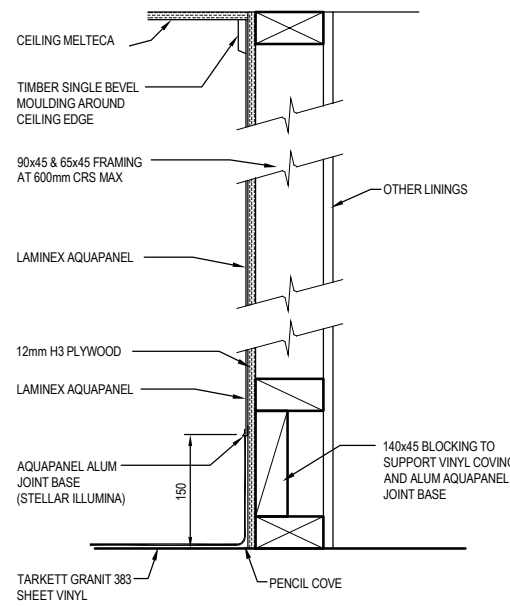 CEILING MELTECA
TIMBER SINGLE BEVEL
MOULDING AROUND
CEILING EDGE
90x45 & 65x45 FRAMING
AT 600mm CRS MAX
OTHER LININGS
LAMINEX AQUAPANEL
12mm H3 PLYWOOD
LAMINEX AQUAPANEL
140x45 BLOCKING TO
SUPPORT VINYL COVING
AND ALUM AQUAPANEL
JOINT BASE
AQUAPANEL ALUM
JOINT BASE
(STELLAR ILLUMINA)
150
TARKETT GRANIT 383
SHEET VINYL
PENCIL COVE